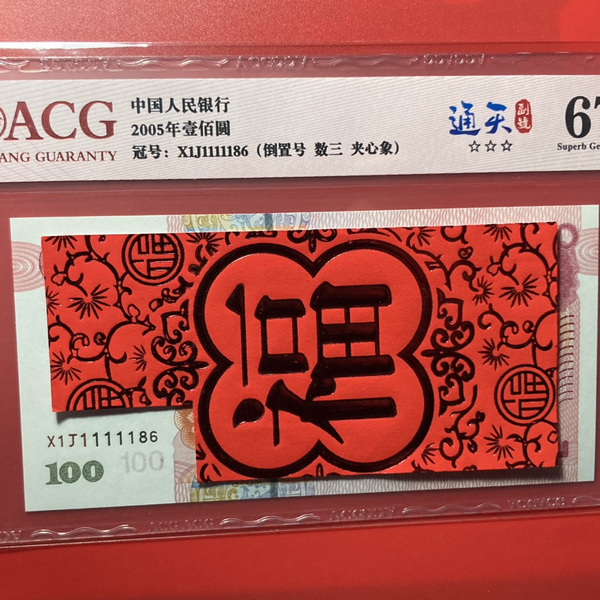 ACG
ANG GUARANTY
中国人民银行
2005年壹佰圆
冠号：X1J1111186（倒置号 数三 夹心象）
通天
副號
☆☆☆
67
Superb Ge
福
X1J1111186
100
100